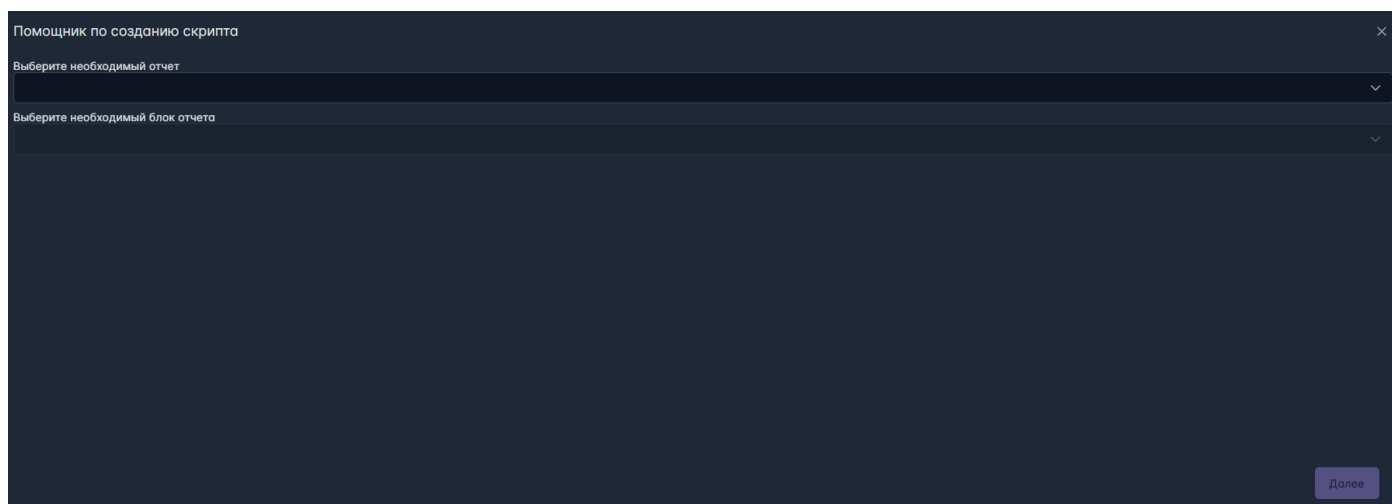 Помощник по созданию скрипта
Выберите необходимый отчет
Выберите необходимый блок отчета
Далее